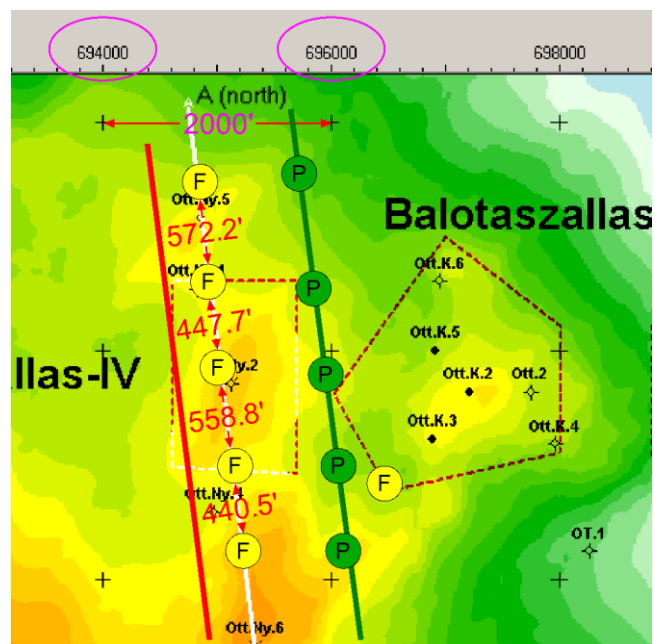 694000 696000 698000
A (north)
2000'
F
P
Ott.Ny.5
Balotaszallas
572.2'
Ott.K.6
F
P
447.7'
Ott.K.5
llas-IV
F
P
Ny.2
Ott.K.2
Ott.2
558.8'
Ott.K.3
Ott.K.4
F
P
F
Ott.Ny.4
440.5'
F
P
OT.1
Ott.Ny.6